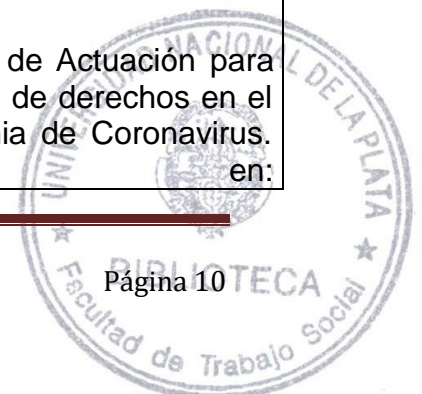 de Actuación para
de derechos en el
ia de Coronavirus.
en:
Página 10
UNIVERSIDAD NACIONAL DE LA PLATA
BIBLIOTECA
Facultad de Trabajo Social